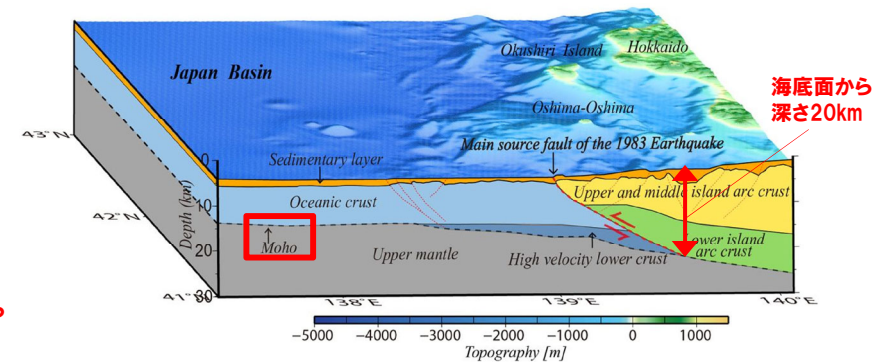 Okushiri Island
Hokkaido
Japan Basin
海底面から
深さ20km
Oshima-Oshima
43°N
Main source fault of the 1983 Earthquake
0
Sedimentary layer
Depth (km)
Upper and middle island arc crust
10
Oceanic crust
42°N
Moho
20
Upper mantle
High velocity lower crust
Lower island
arc crust
41°N
30
138°E
139°E
140°E
-5000 -4000 -3000 -2000 -1000 0 1000
Topography [m]